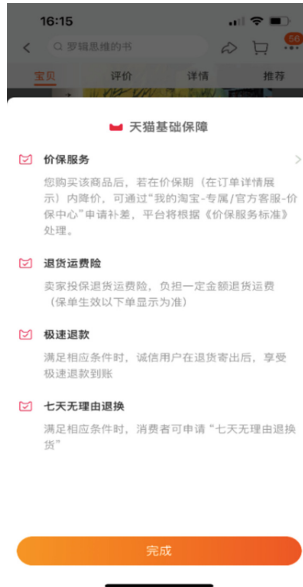 16:15
罗辑思维的书
56
宝贝 评价 详情 推荐
天猫基础保障
价保服务
您购买该商品后，若在价保期（在订单详情展
示）内降价，可通过“我的淘宝-专属/官方客服-价
保中心”申请补差，平台将根据《价保服务标准》
处理。
退货运费险
卖家投保退货运费险，负担一定金额退货运费
（保单生效以下单显示为准）
极速退款
满足相应条件时，诚信用户在退货寄出后，享受
极速退款到账
七天无理由退换
满足相应条件时，消费者可申请“七天无理由退换
货”
完成